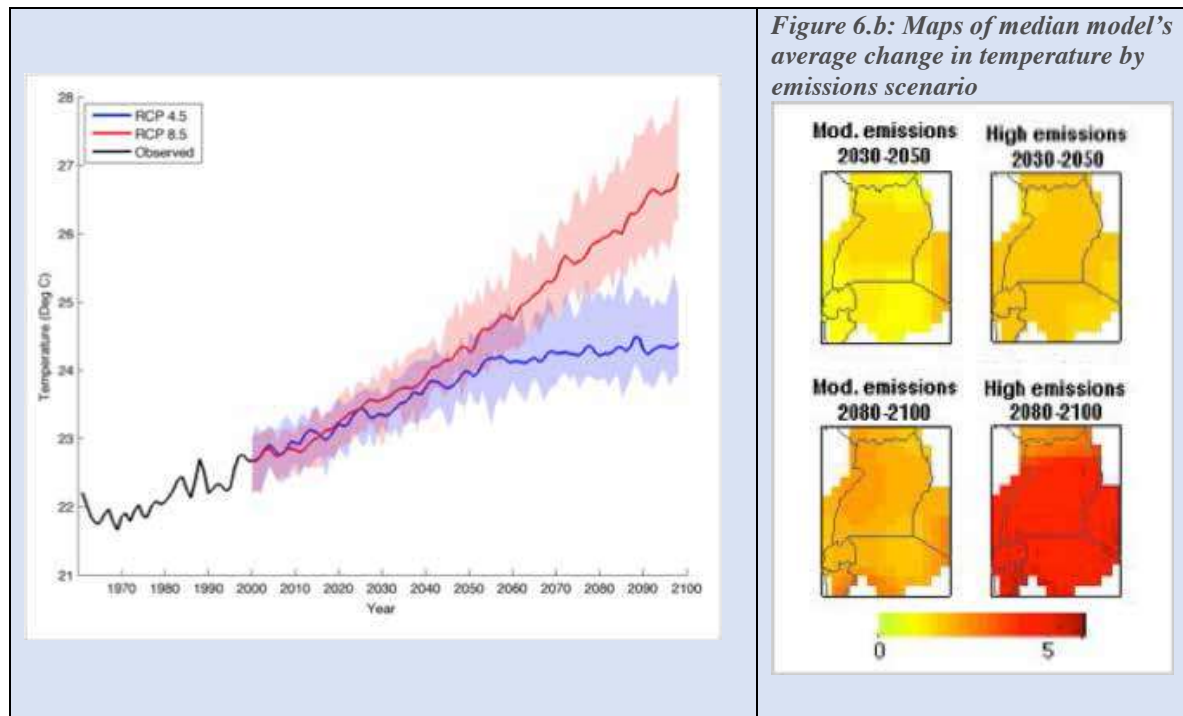 28
27
26
25
24
23
22
21
Temperature (Deg C)
RCP 4.5
RCP 8.5
Observed
1970 1980 1990 2000 2010 2020 2030 2040 2050 2060 2070 2080 2090 2100
Year
Figure 6.b: Maps of median model’s
average change in temperature by
emissions scenario
Mod. emissions
2030-2050
High emissions
2030-2050
Mod. emissions
2080-2100
High emissions
2080-2100
0 5